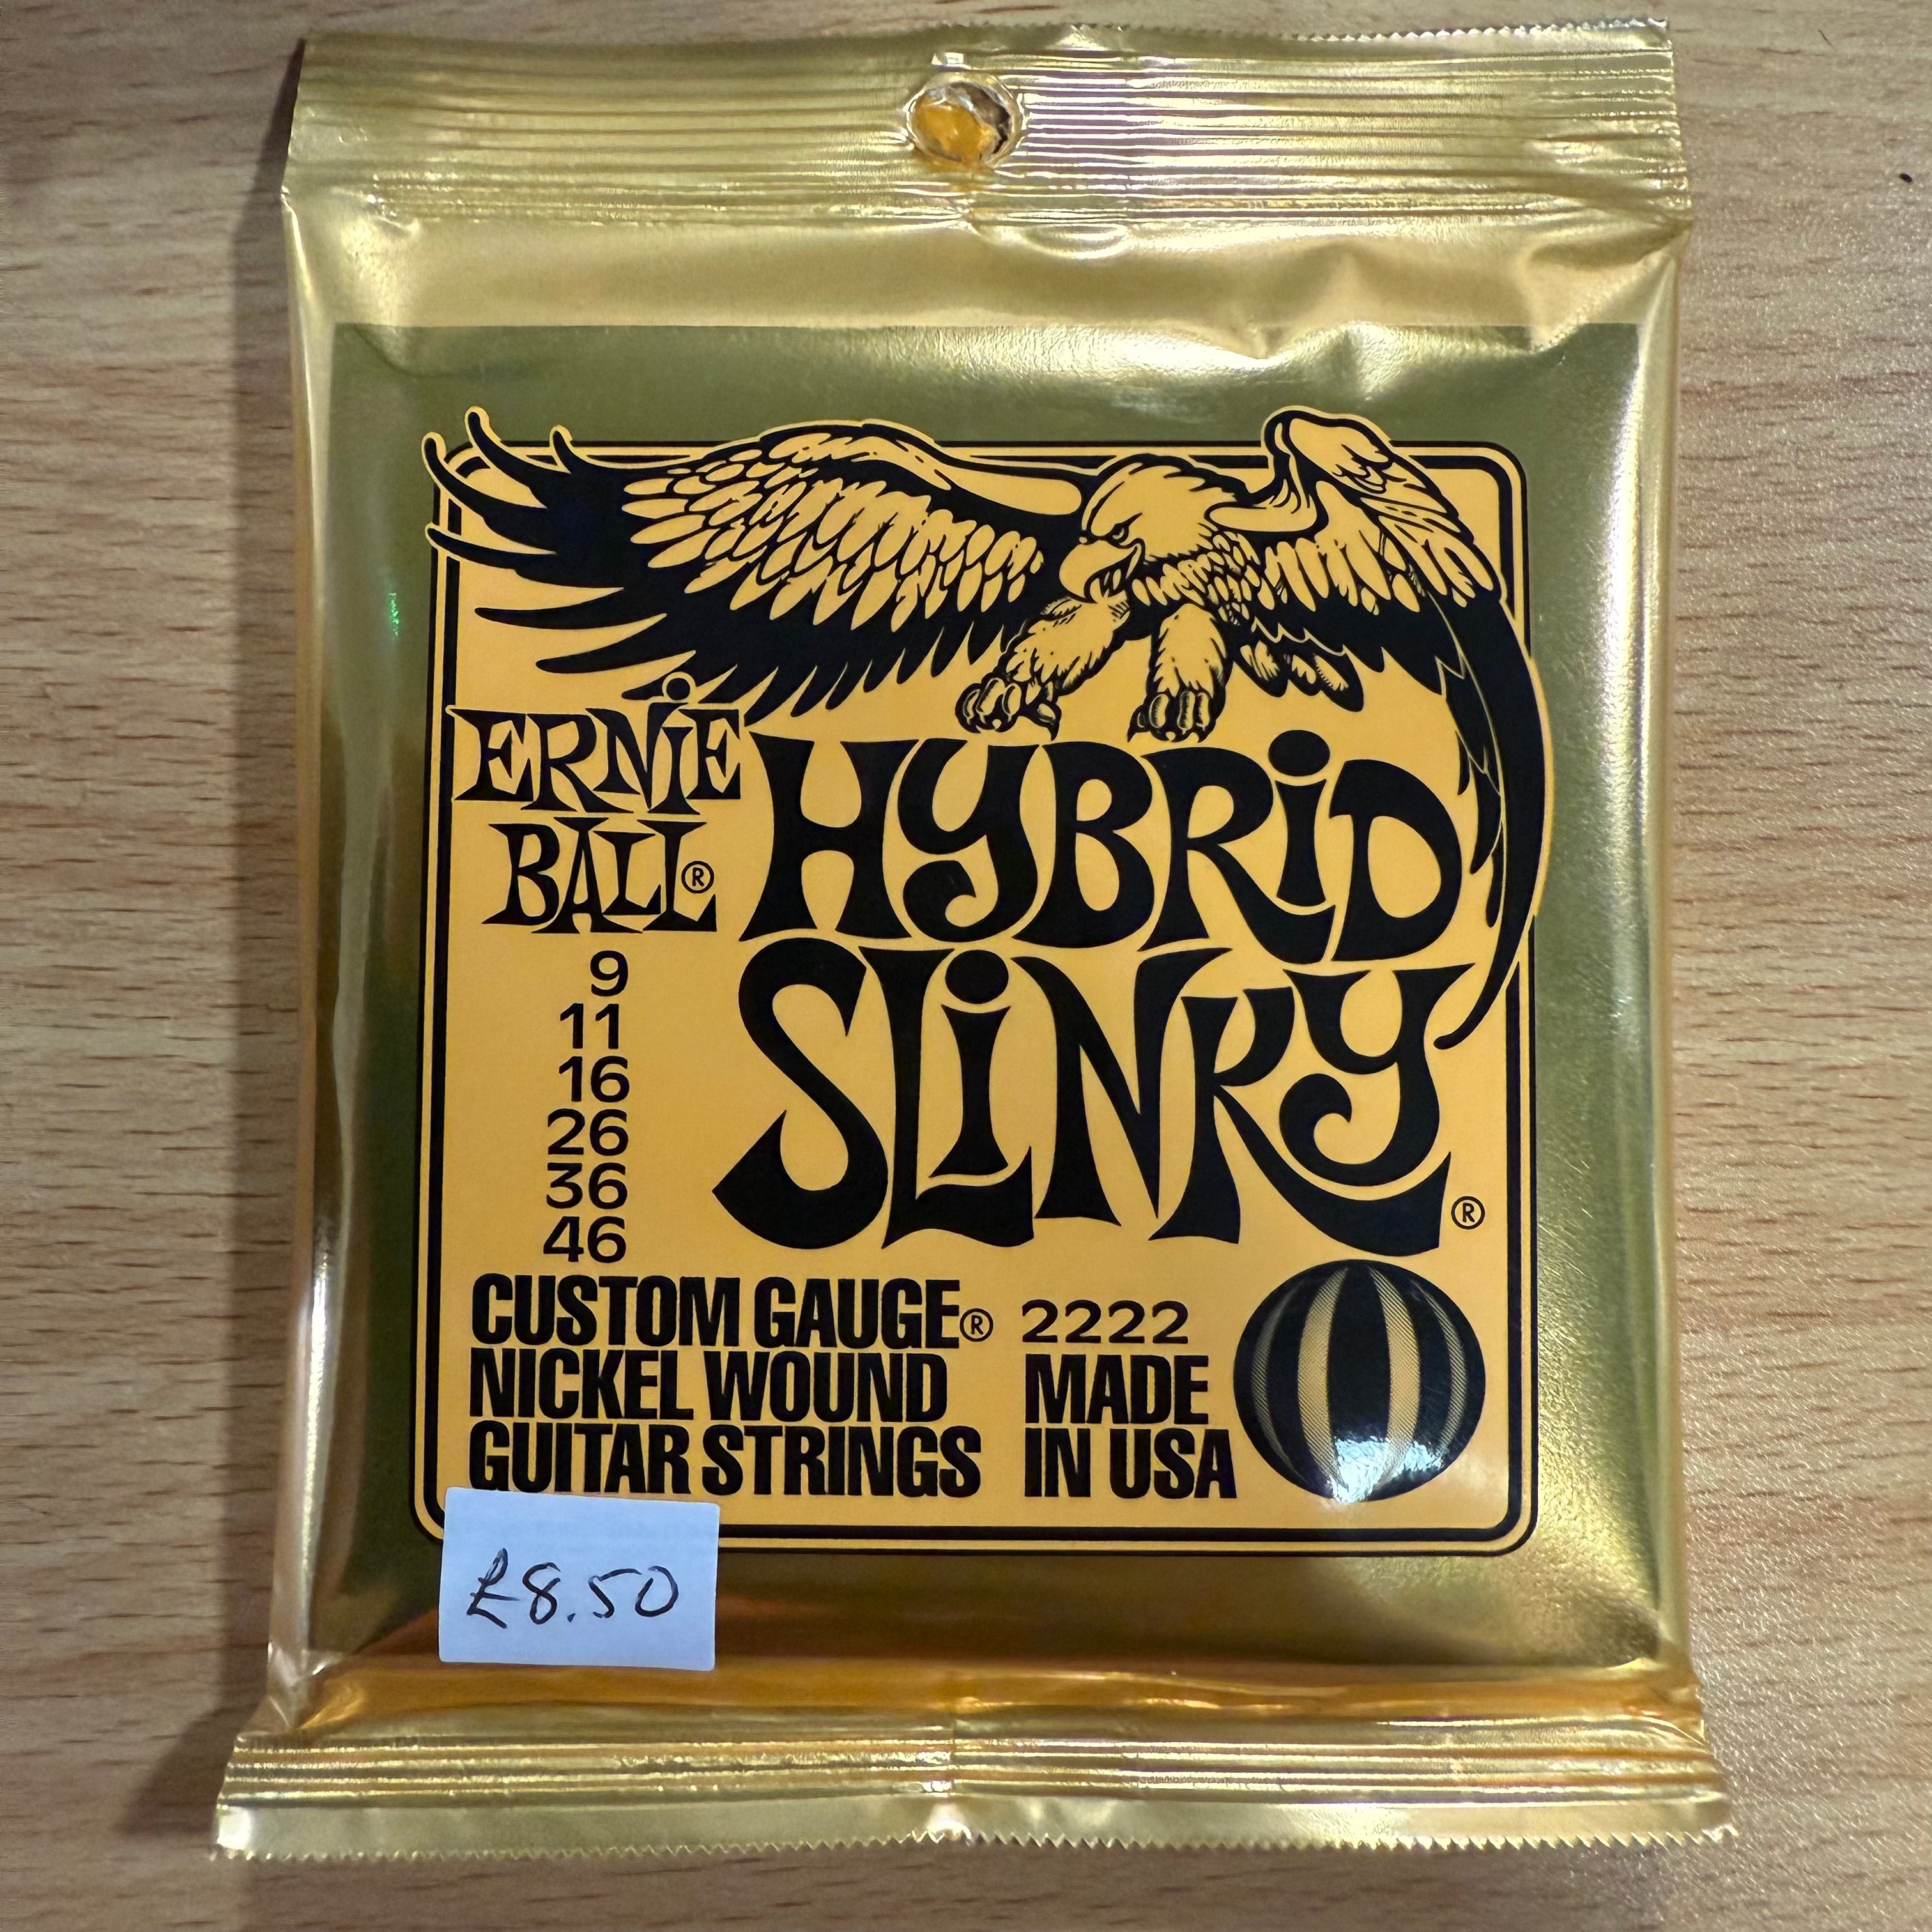 ERNiE
BALL®
HYBRiD
SLiNKY®
9
11
16
26
36
46
CUSTOM GAUGE® 2222
NICKEL WOUND MADE
GUITAR STRINGS IN USA
£8.50